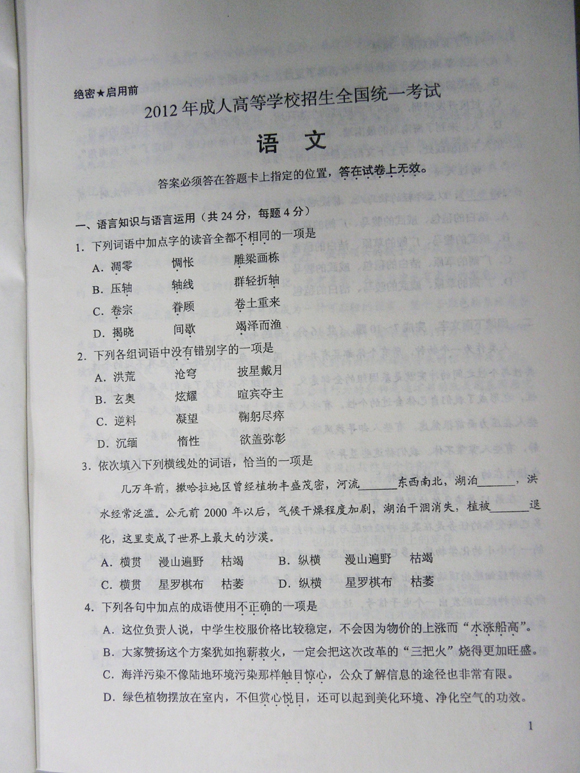 绝密★启用前
2012年成人高等学校招生全国统一考试
语 文
答案必须答在答题卡上指定的位置，答在试卷上无效。
一、语言知识与语言运用（共24分，每题4分）
1．下列词语中加点字的读音全都不相同的一项是
A．凋零 惆怅 雕梁画栋
B．压轴 轴线 群轻折轴
C．卷宗 眷顾 卷土重来
D．揭晓 间歇 竭泽而渔
2．下列各组词语中没有错别字的一项是
A．洪荒 沧穹 披星戴月
B．玄奥 炫耀 暄宾夺主
C．逆料 凝望 鞠躬尽瘁
D．沉缅 惰性 欲盖弥彰
3．依次填入下列横线处的词语，恰当的一项是
几万年前，撒哈拉地区曾经植物丰盛茂密，河流______东西南北，湖泊______，洪
水经常泛滥。公元前2000年以后，气候干燥程度加剧，湖泊干涸消失，植被______退
化，这里变成了世界上最大的沙漠。
A．横贯 漫山遍野 枯竭 B．纵横 漫山遍野 枯竭
C．横贯 星罗棋布 枯萎 D．纵横 星罗棋布 枯萎
4．下列各句中加点的成语使用不正确的一项是
A．这位负责人说，中学生校服价格比较稳定，不会因为物价的上涨而“水涨船高”。
B．大家赞扬这个方案犹如抱薪救火，一定会把这次改革的“三把火”烧得更加旺盛。
C．海洋污染不像陆地环境污染那样触目惊心，公众了解信息的途径也非常有限。
D．绿色植物摆放在室内，不但赏心悦目，还可以起到美化环境、净化空气的功效。
1